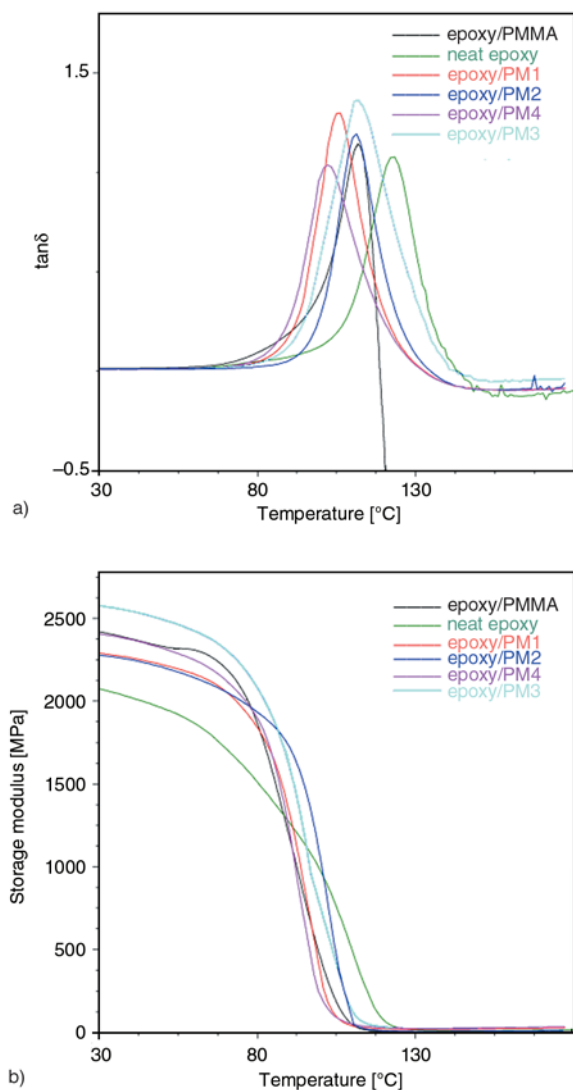 epoxy/PMMA
neat epoxy
epoxy/PM1
epoxy/PM2
epoxy/PM4
epoxy/PM3
1.5
tanδ
–0.5
30
80
130
Temperature [°C]
a)
epoxy/PMMA
neat epoxy
epoxy/PM1
epoxy/PM2
epoxy/PM4
epoxy/PM3
2500
2000
1500
1000
500
0
Storage modulus [MPa]
30
80
130
Temperature [°C]
b)